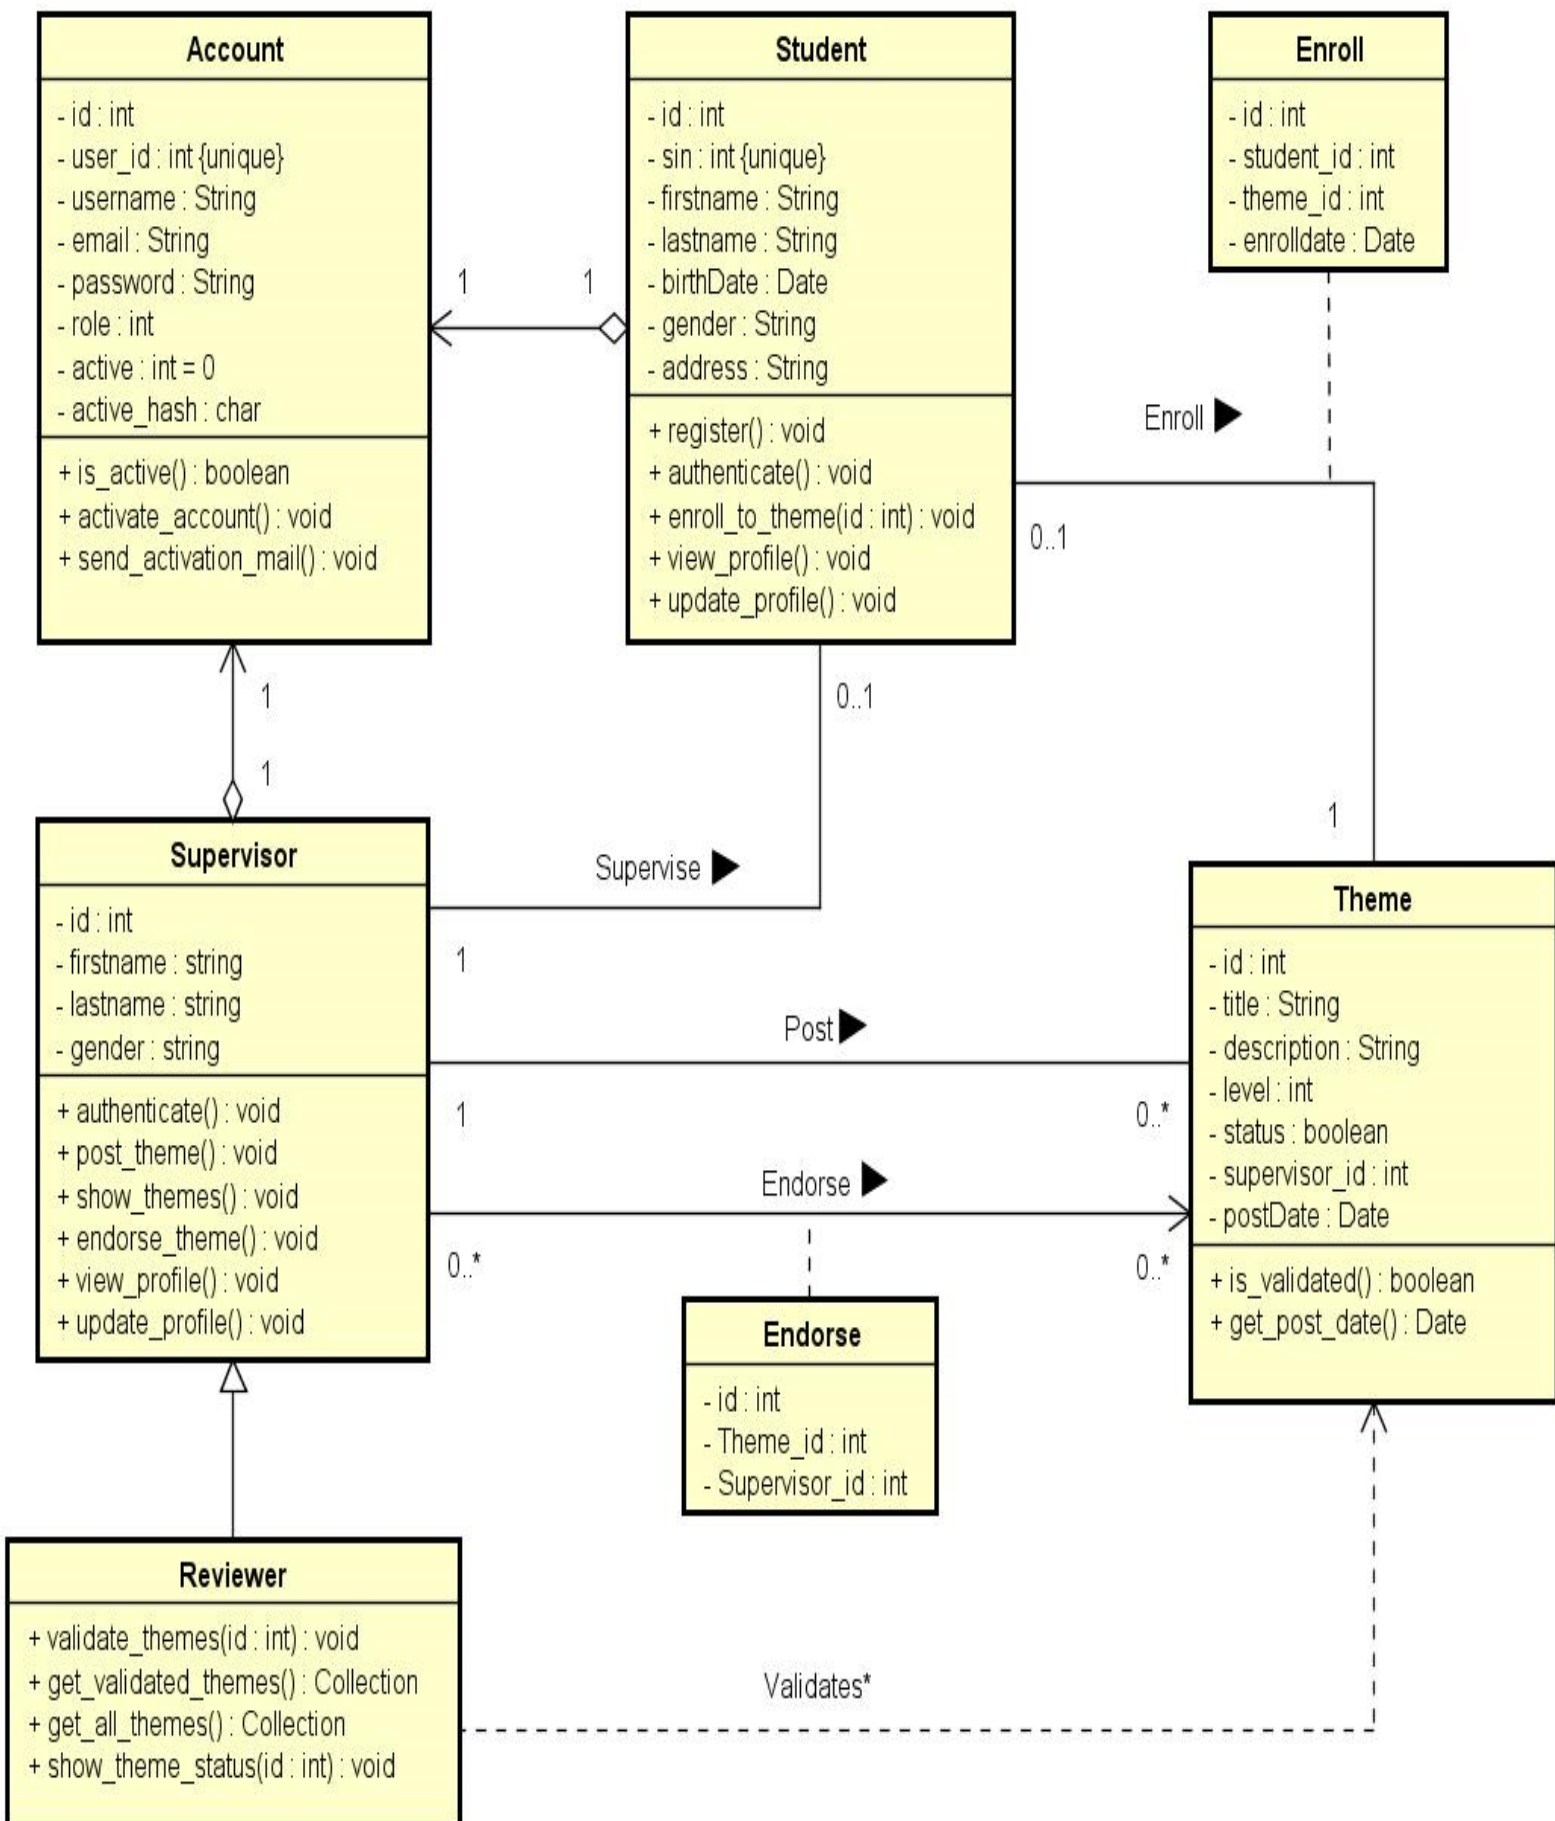 Account
- id : int
- user_id : int {unique}
- username : String
- email : String
- password : String
- role : int
- active : int = 0
- active_hash : char
+ is_active() : boolean
+ activate_account() : void
+ send_activation_mail() : void
1
1
Student
- id : int
- sin : int {unique}
- firstname : String
- lastname : String
- birthDate : Date
- gender : String
- address : String
+ register() : void
+ authenticate() : void
+ enroll_to_theme(id : int) : void
+ view_profile() : void
+ update_profile() : void
Enroll
- id : int
- student_id : int
- theme_id : int
- enrolldate : Date
Enroll
0..1
1
1
1
0..1
Supervise
1
Supervisor
- id : int
- firstname : string
- lastname : string
- gender : string
+ authenticate() : void
+ post_theme() : void
+ show_themes() : void
+ endorse_theme() : void
+ view_profile() : void
+ update_profile() : void
Post
1
0..*
Endorse
0..*
0..*
Theme
- id : int
- title : String
- description : String
- level : int
- status : boolean
- supervisor_id : int
- postDate : Date
+ is_validated() : boolean
+ get_post_date() : Date
Endorse
- id : int
- Theme_id : int
- Supervisor_id : int
Reviewer
+ validate_themes(id : int) : void
+ get_validated_themes() : Collection
+ get_all_themes() : Collection
+ show_theme_status(id : int) : void
Validates*